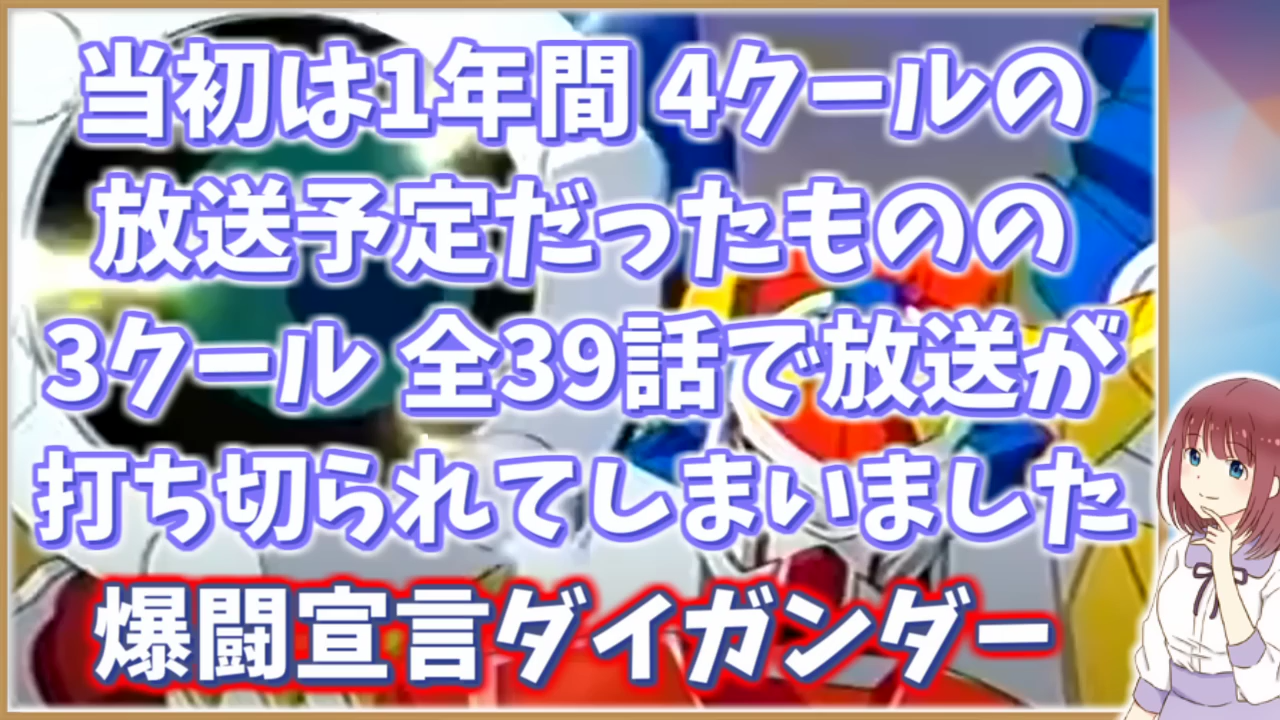 当初は1年間 4クールの
放送予定だったものの
3クール 全39話で放送が
打ち切られてしまいました
爆闘宣言ダイガンダー